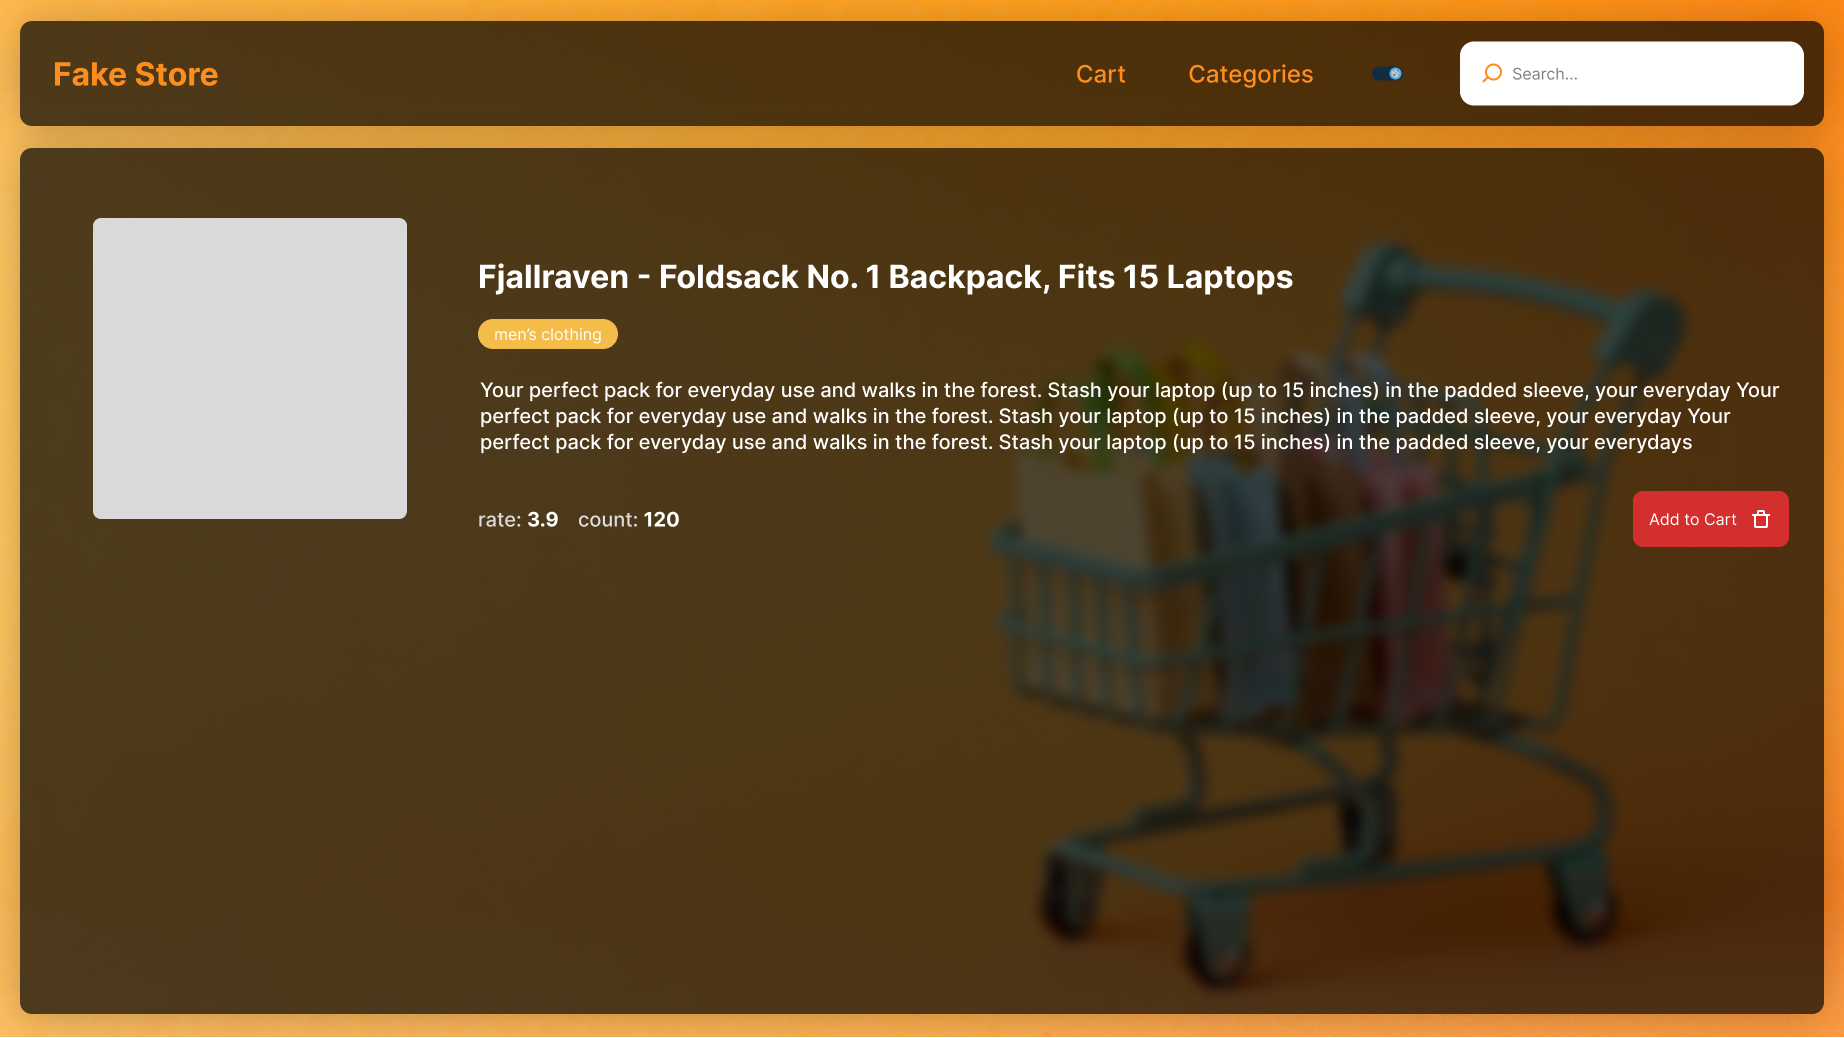 Fake Store
Cart
Categories
Search...
Fjallraven - Foldsack No. 1 Backpack, Fits 15 Laptops
men's clothing
Your perfect pack for everyday use and walks in the forest. Stash your laptop (up to 15 inches) in the padded sleeve, your everyday Your
perfect pack for everyday use and walks in the forest. Stash your laptop (up to 15 inches) in the padded sleeve, your everyday Your
perfect pack for everyday use and walks in the forest. Stash your laptop (up to 15 inches) in the padded sleeve, your everydays
rate: 3.9 count: 120
Add to Cart